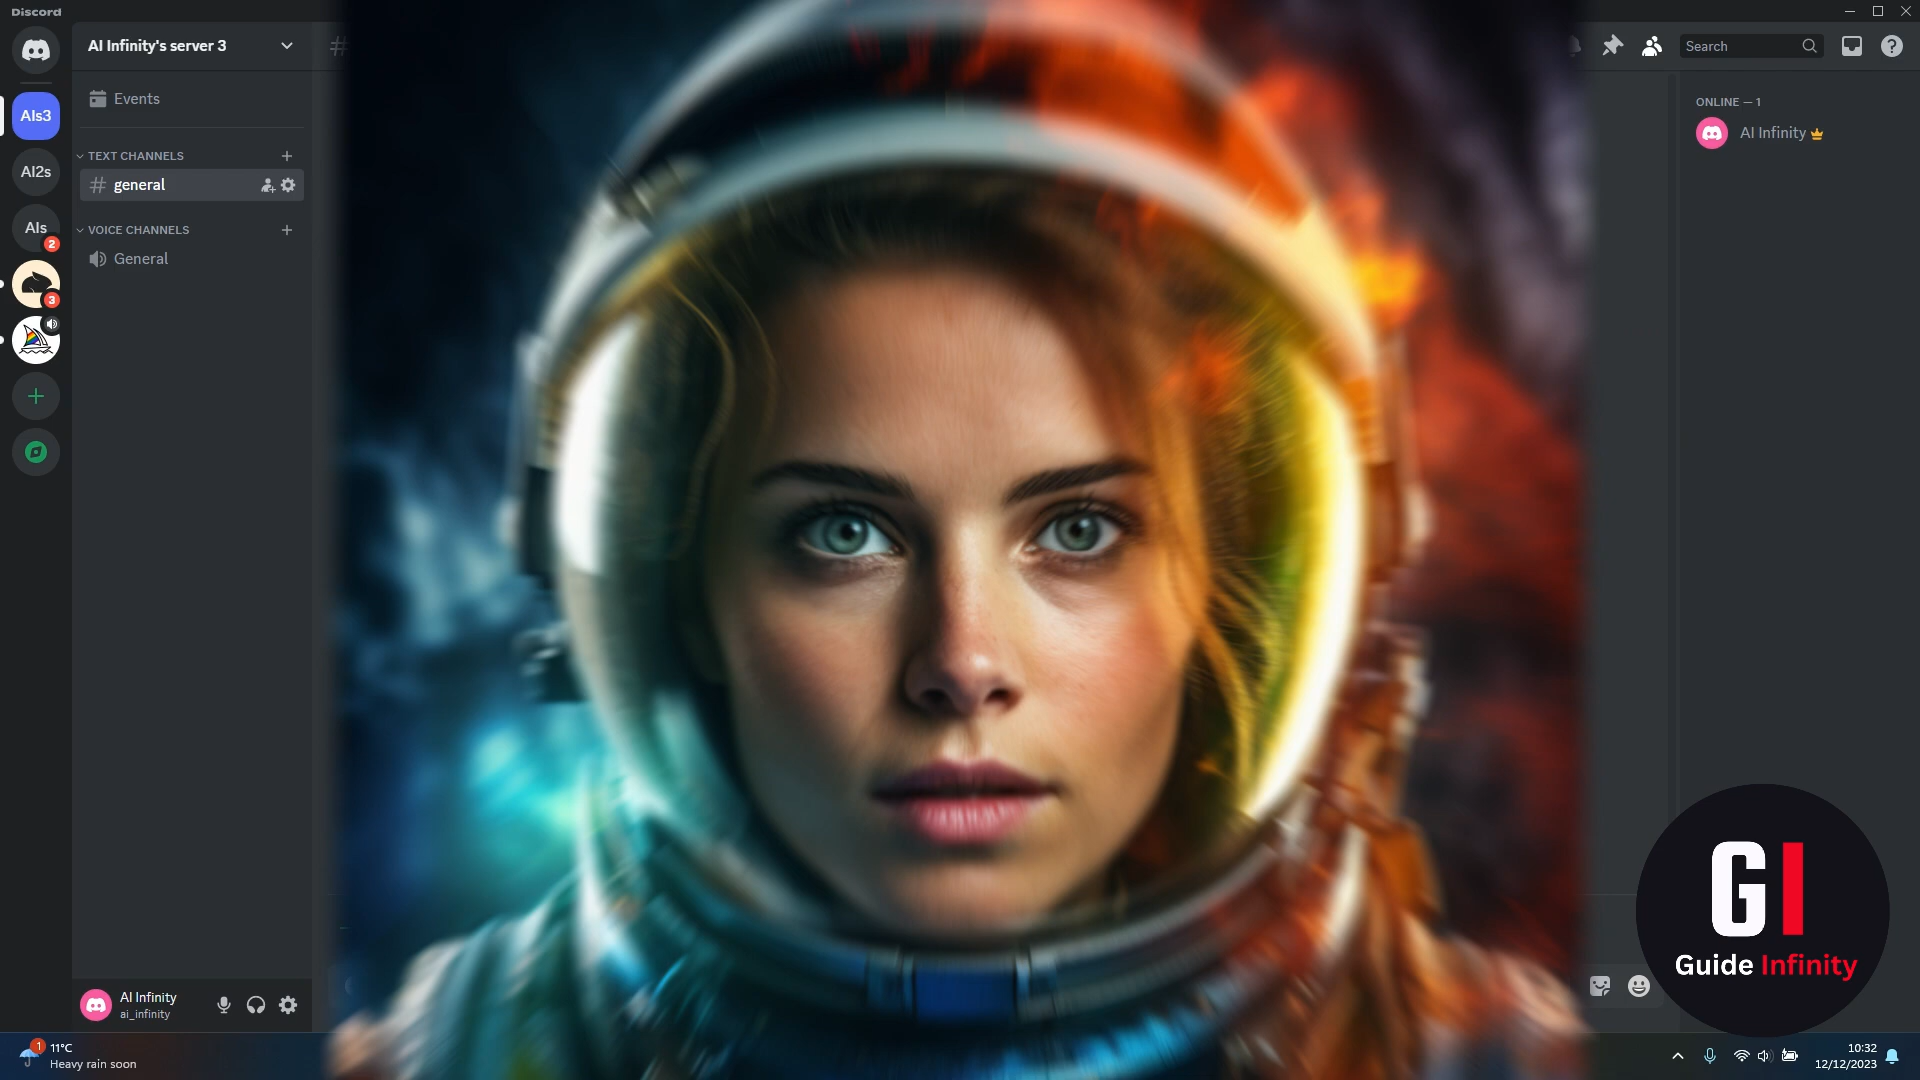 Discord
AI Infinity's server 3
Search
Events
ONLINE — 1
AIs3
AI Infinity
TEXT CHANNELS
AI2s
general
AIs
2
VOICE CHANNELS
General
3
GI
Guide Infinity
AI Infinity
ai_infinity
1
11°C
Heavy rain soon
10:32
12/12/2023